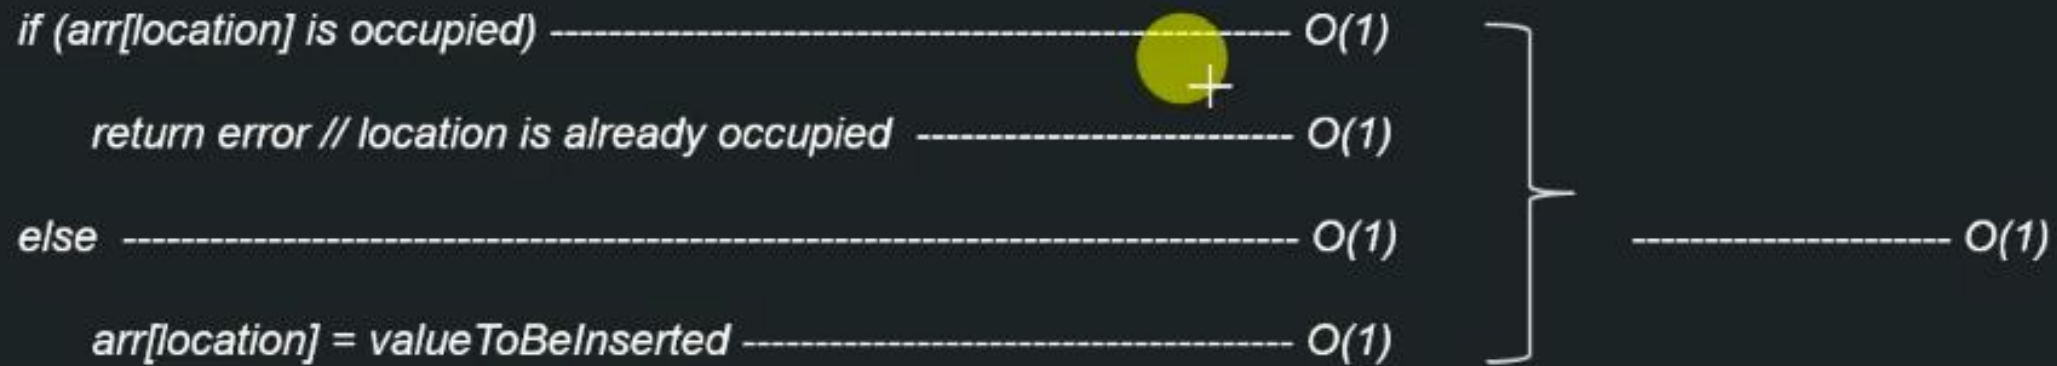 if (arr[location] is occupied) -------------------------------------------------------------- O(1)
return error // location is already occupied -------------------------------- O(1)
else -------------------------------------------------------------------------------------------------- O(1) --------------------------- O(1)
arr[location] = valueToBeInserted ---------------------------------------------- O(1)